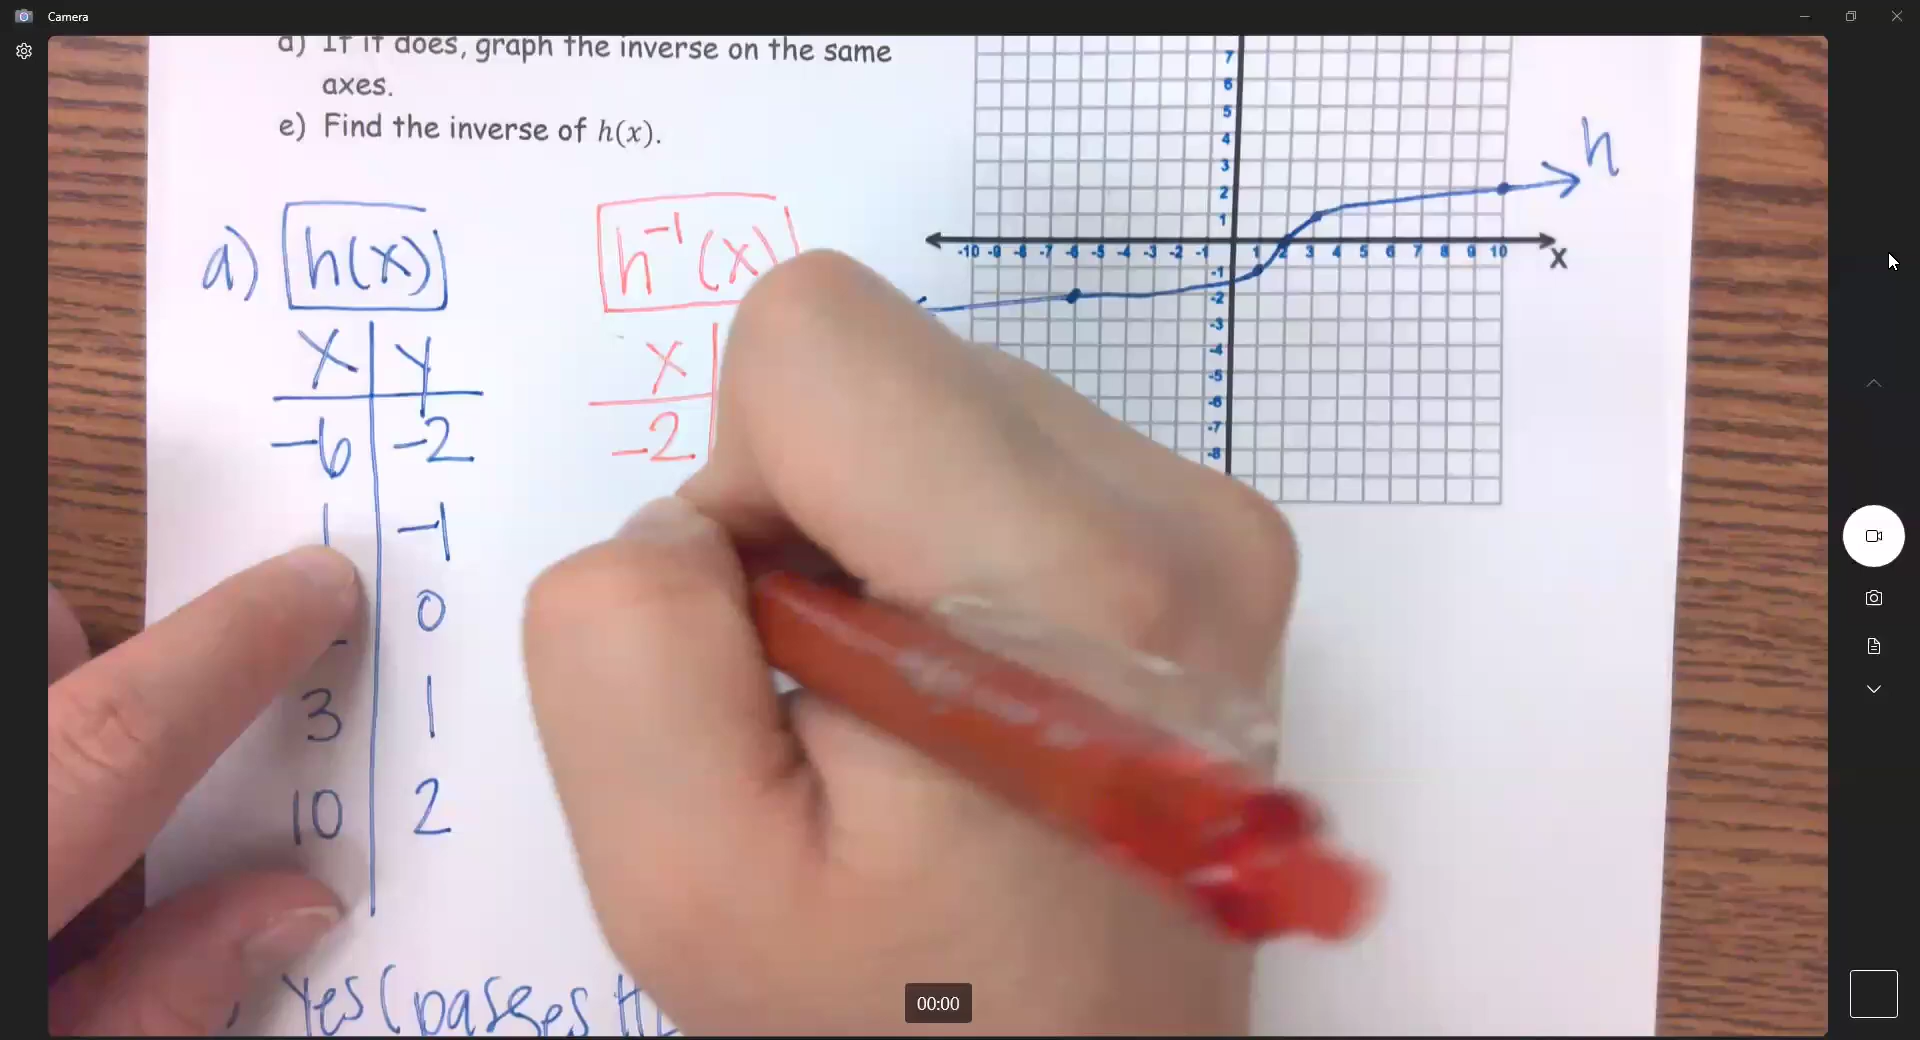 Camera
d) If it does, graph the inverse on the same
axes.
e) Find the inverse of h(x).
a) h(x)
x y
-6 -2
1 -1
0
3 1
10 2
yes (passes
h⁻¹(x)
x
-2
h
7
6
5
4
3
2
1
-10 -9 -8 -7 -6 -5 -4 -3 -2 -1 1 2 3 4 5 6 7 8 9 10
x
-1
-2
-3
-4
-5
-6
-7
-8
00:00